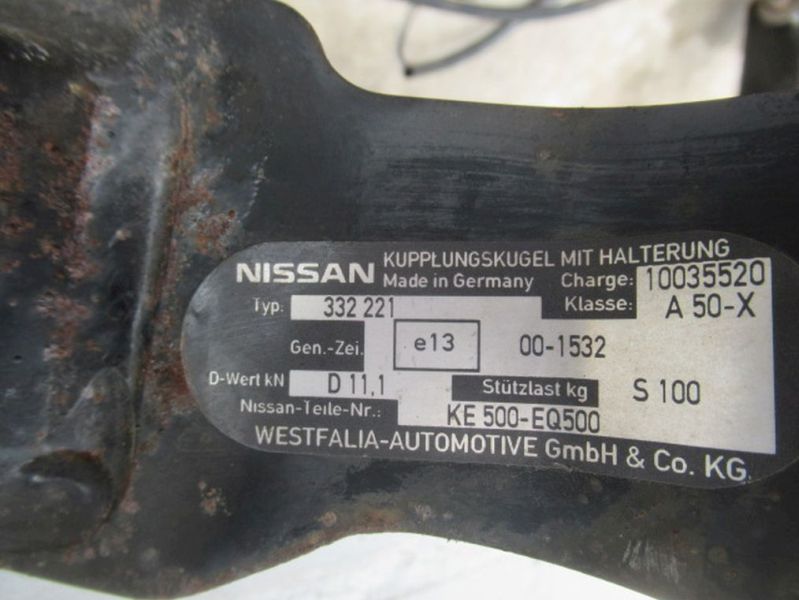 KUPPLUNGSKUGEL MIT HALTERUNG
NISSAN Made in Germany Charge: 10035520
Typ: 332 221 Klasse: A 50-X
Gen.-Zei. e13 00-1532
D-Wert kN D 11,1 Stützlast kg S 100
Nissan-Teile-Nr.: KE 500-EQ500
WESTFALIA-AUTOMOTIVE GmbH & Co. KG.